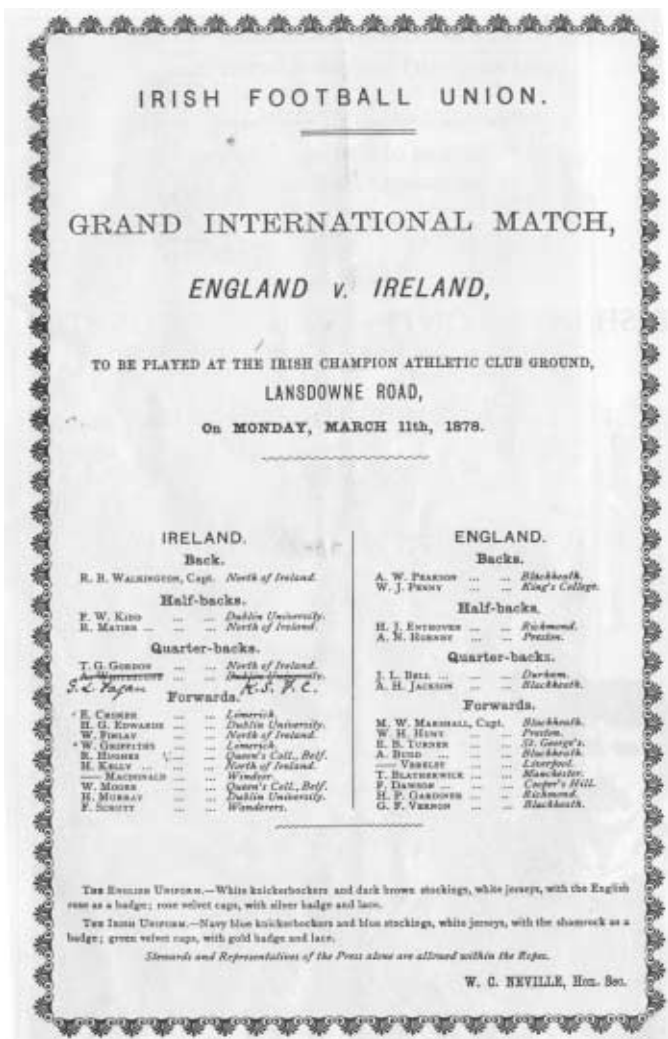 IRISH FOOTBALL UNION.
GRAND INTERNATIONAL MATCH,
ENGLAND v. IRELAND,
TO BE PLAYED AT THE IRISH CHAMPION ATHLETIC CLUB GROUND,
LANSDOWNE ROAD,
On MONDAY, MARCH 11th, 1878.
IRELAND.
Back.
R. B. WALKINGTON, Capt. North of Ireland.
Half-backs.
F. W. KIDD ... ... Dublin University.
R. MATIER ... ... North of Ireland.
Quarter-backs.
T. G. GORDON ... ... North of Ireland.
WHITESTONE ... ... Dublin University.
G. L. Fagan K. S. F. C.
Forwards.
E. CROKER ... ... Limerick.
H. G. EDWARDS ... ... Dublin University.
W. FINLAY ... ... North of Ireland.
W. GRIFFITHS ... ... Limerick.
R. HUGHES ... Queen's Coll., Belf.
H. KELLY ... ... North of Ireland.
—— MACDONALD ... ... Windsor.
W. MOORE ... ... Queen's Coll., Belf.
H. MURRAY ... ... Dublin University.
F. SCHUTT ... ... Wanderers.
ENGLAND.
Backs.
A. W. PEARSON ... ... Blackheath.
W. J. PENNY ... ... King's College.
Half-backs.
H. J. ENTHOVEN ... ... Richmond.
A. N. HORNBY ... ... Preston.
Quarter-backs.
J. L. BELL ... ... Durham.
A. H. JACKSON ... ... Blackheath.
Forwards.
M. W. MARSHALL, Capt. Blackheath.
W. H. HUNT ... ... Preston.
E. B. TURNER ... ... St. George's.
A. BUDD ... ... Blackheath.
—— VERELST ... ... Liverpool.
T. BLATHERWICK ... ... Manchester.
F. DAWSON ... ... Cooper's Hill.
H. P. GARDNER ... ... Richmond.
G. F. VERNON ... ... Blackheath.
THE ENGLISH UNIFORM.—White knickerbockers and dark brown stockings, white jerseys, with the English
rose as a badge; rose velvet caps, with silver badge and lace.
THE IRISH UNIFORM.—Navy blue knickerbockers and blue stockings, white jerseys, with the shamrock as a
badge; green velvet caps, with gold badge and lace.
Stewards and Representatives of the Press alone are allowed within the Ropes.
W. C. NEVILLE, Hon. Sec.